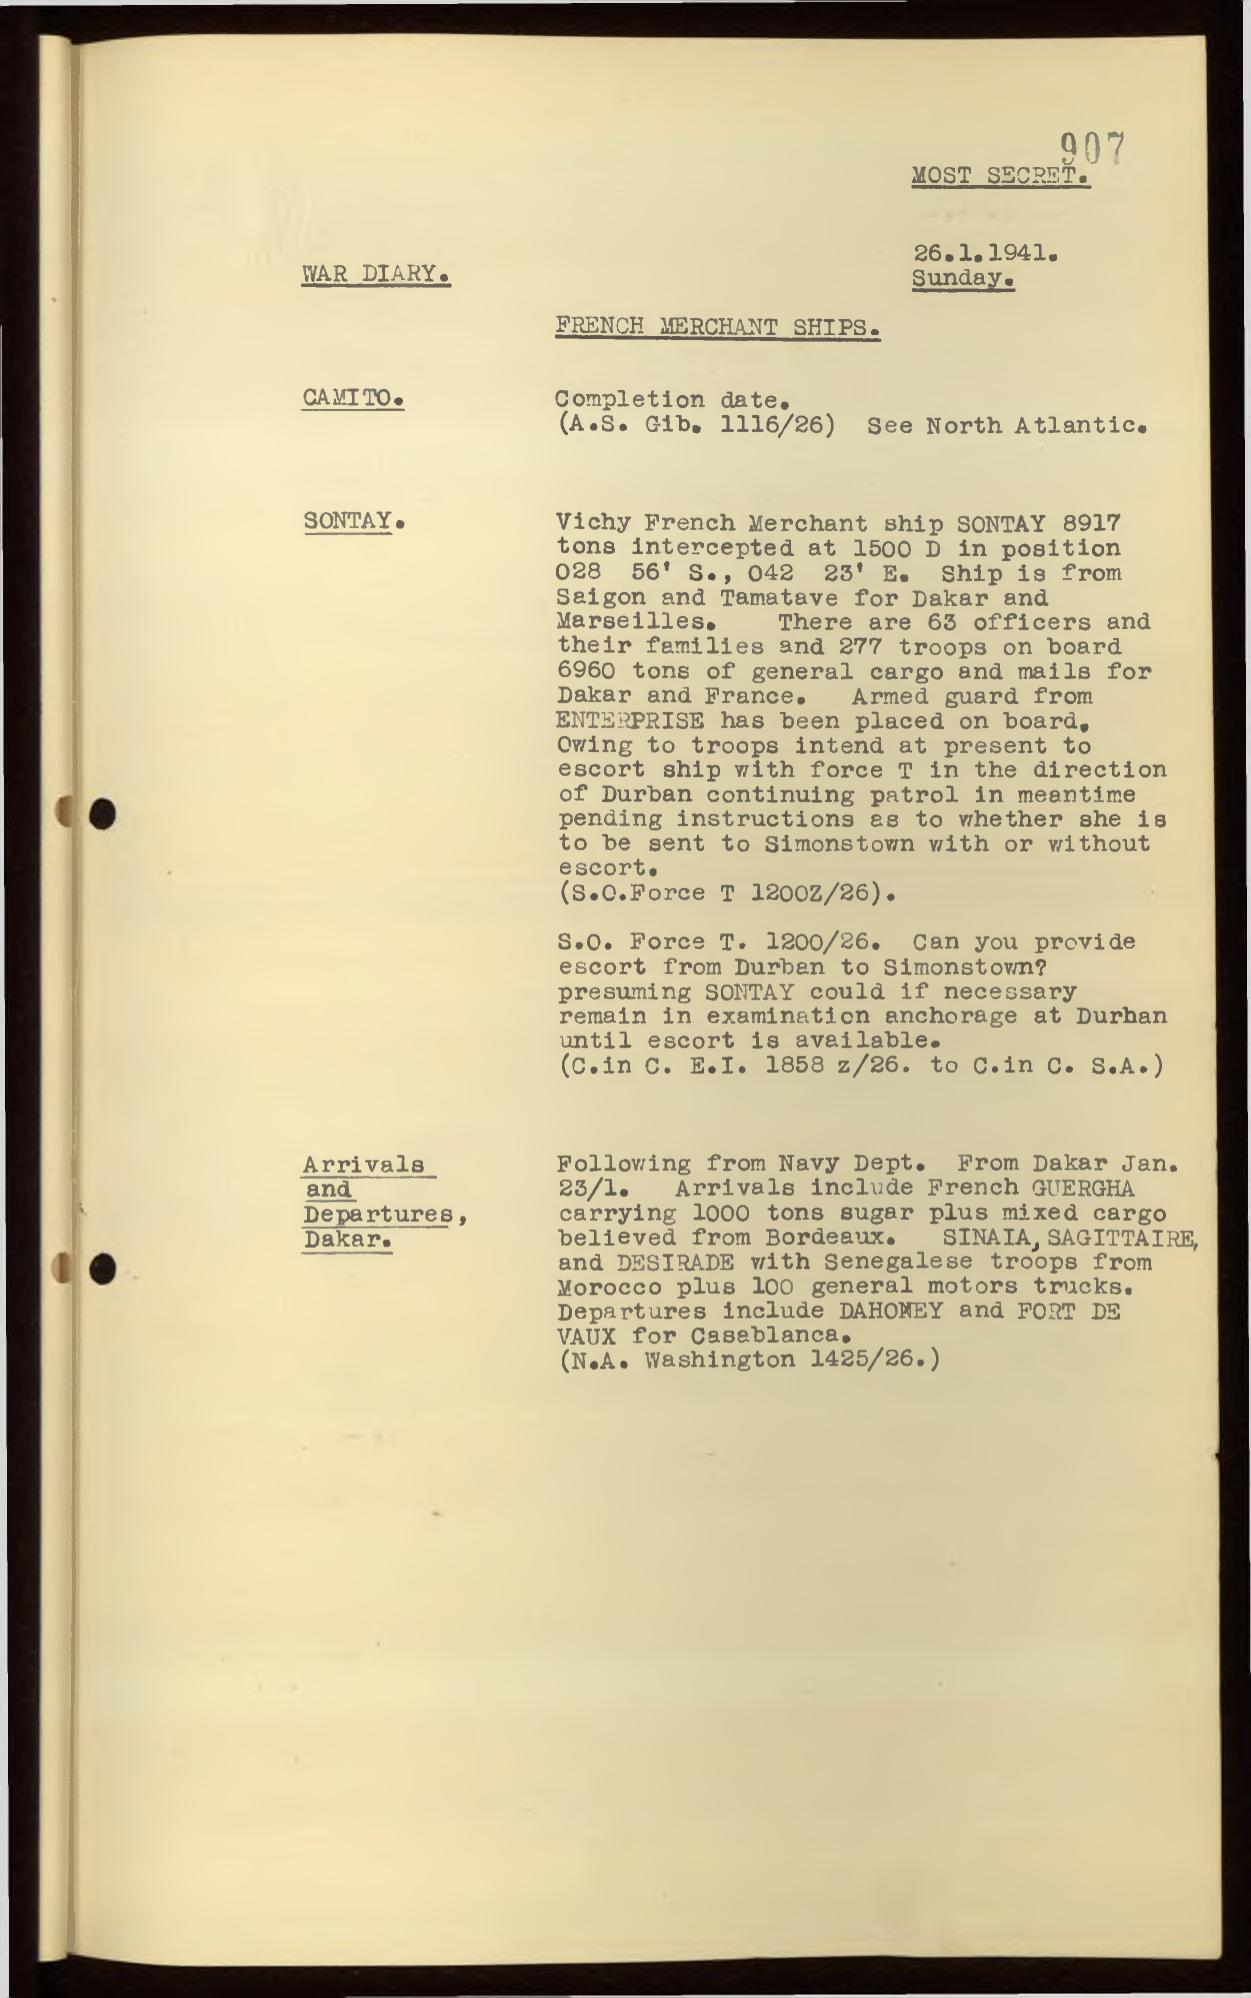 907
MOST SECRET.
26.1.1941.
WAR DIARY.
Sunday.
FRENCH MERCHANT SHIPS.
CAMITO.
Completion date.
(A.S. Gib. 1116/26)  See North Atlantic.
SONTAY.
Vichy French Merchant ship SONTAY 8917
tons intercepted at 1500 D in position
028  56' S., 042  23' E.  Ship is from
Saigon and Tamatave for Dakar and
Marseilles.    There are 63 officers and
their families and 277 troops on board
6960 tons of general cargo and mails for
Dakar and France.   Armed guard from
ENTERPRISE has been placed on board.
Owing to troops intend at present to
escort ship with force T in the direction
of Durban continuing patrol in meantime
pending instructions as to whether she is
to be sent to Simonstown with or without
escort.
(S.O.Force T 1200Z/26).
S.O. Force T. 1200/26.  Can you provide
escort from Durban to Simonstown?
presuming SONTAY could if necessary
remain in examination anchorage at Durban
until escort is available.
(C.in C. E.I. 1858 z/26. to C.in C. S.A.)
Arrivals
and
Departures,
Dakar.
Following from Navy Dept.  From Dakar Jan.
23/1.   Arrivals include French GUERGHA
carrying 1000 tons sugar plus mixed cargo
believed from Bordeaux.   SINAIA, SAGITTAIRE,
and DESIRADE with Senegalese troops from
Morocco plus 100 general motors trucks.
Departures include DAHOMEY and FORT DE
VAUX for Casablanca.
(N.A. Washington 1425/26.)